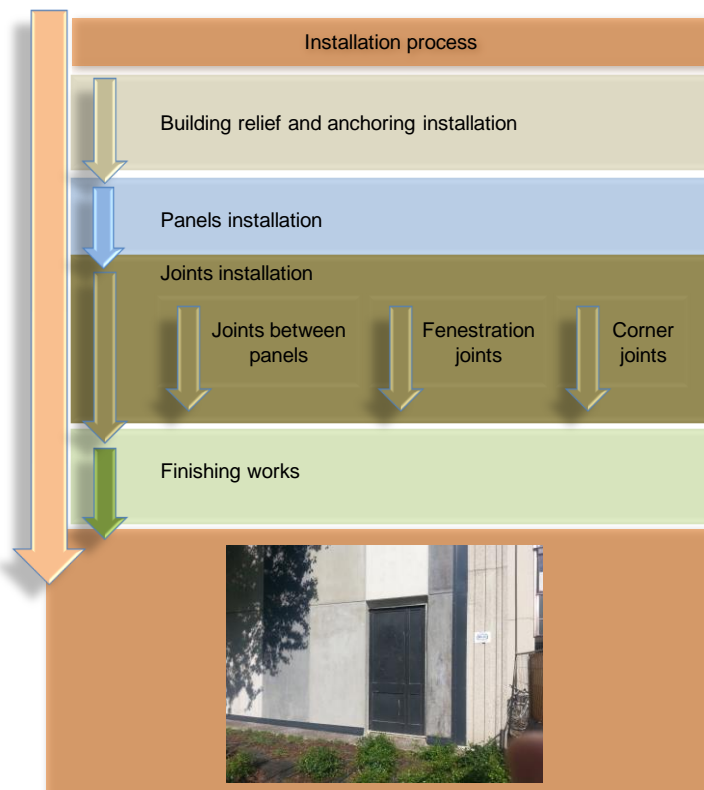 Installation process
Building relief and anchoring installation
Panels installation
Joints installation
Joints between
panels
Fenestration
joints
Corner
joints
Finishing works